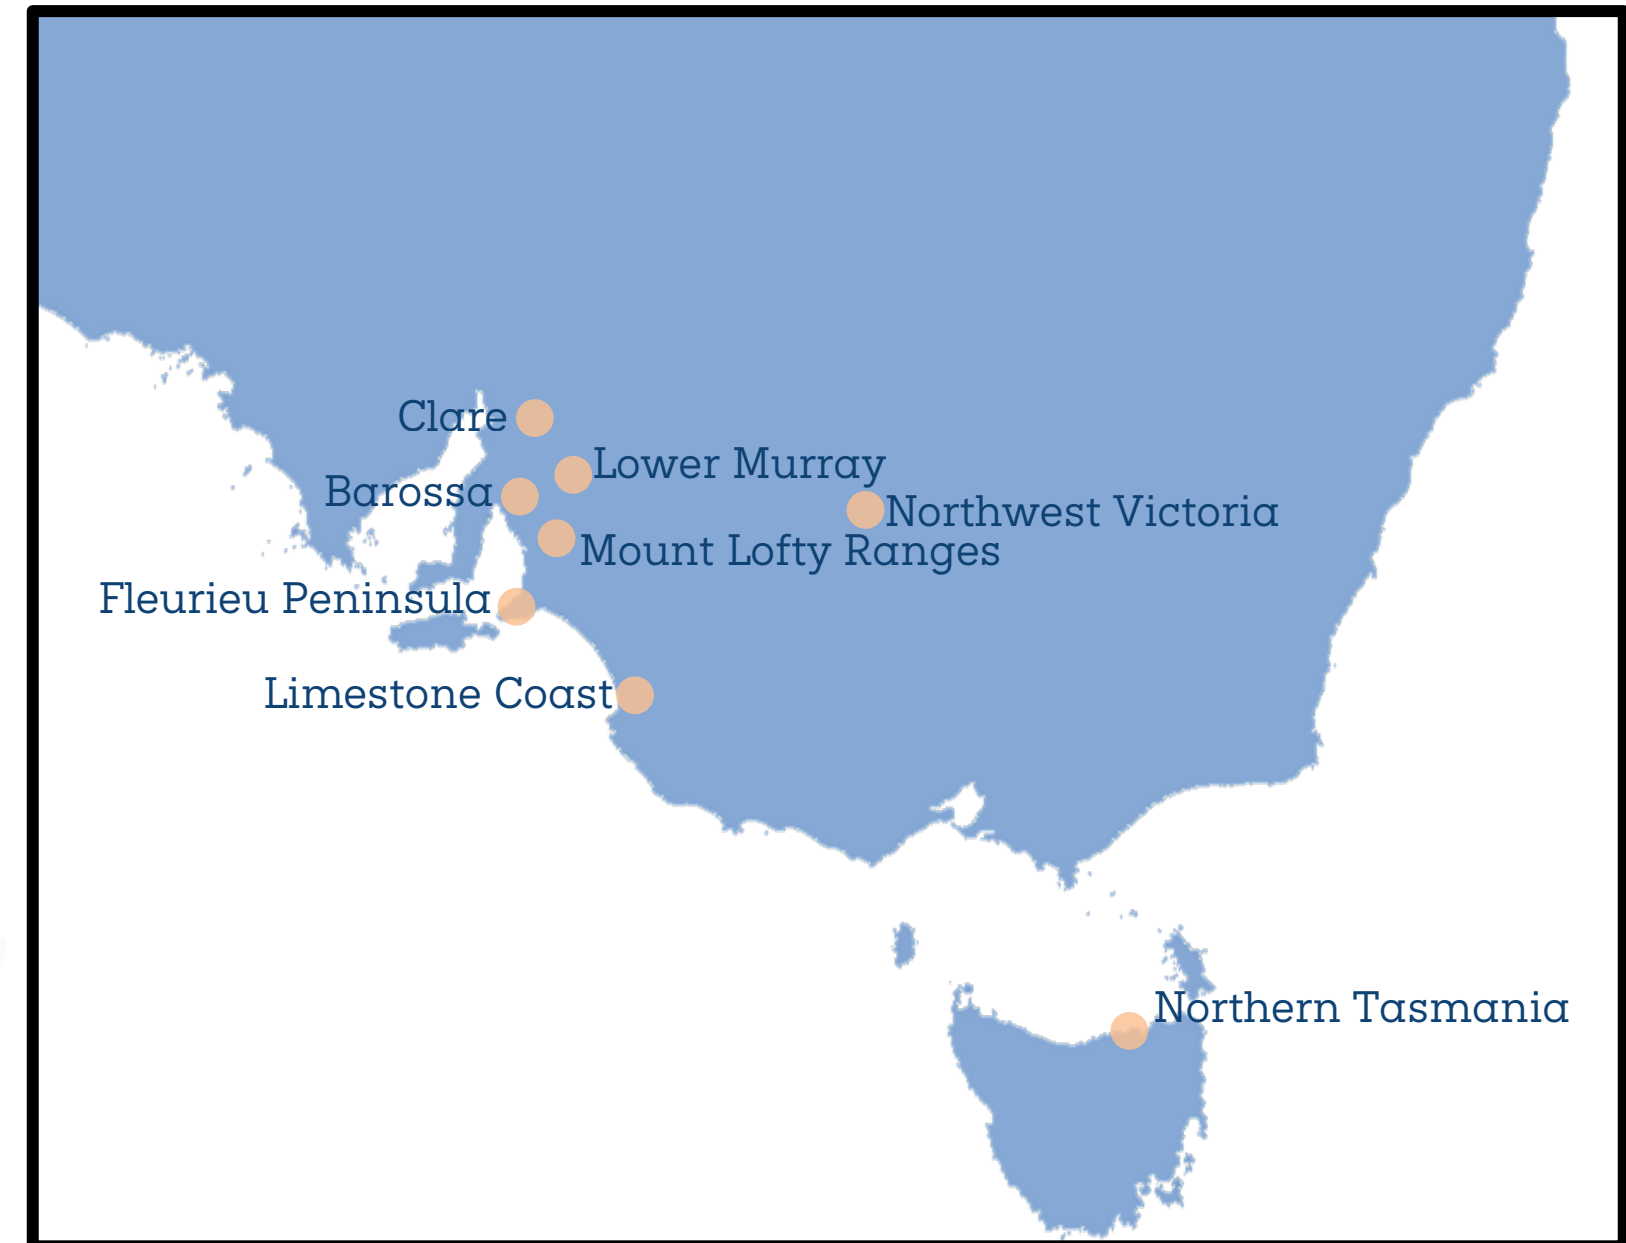 Clare
Lower Murray
Barossa
Northwest Victoria
Mount Lofty Ranges
Fleurieu Peninsula
Limestone Coast
Northern Tasmania